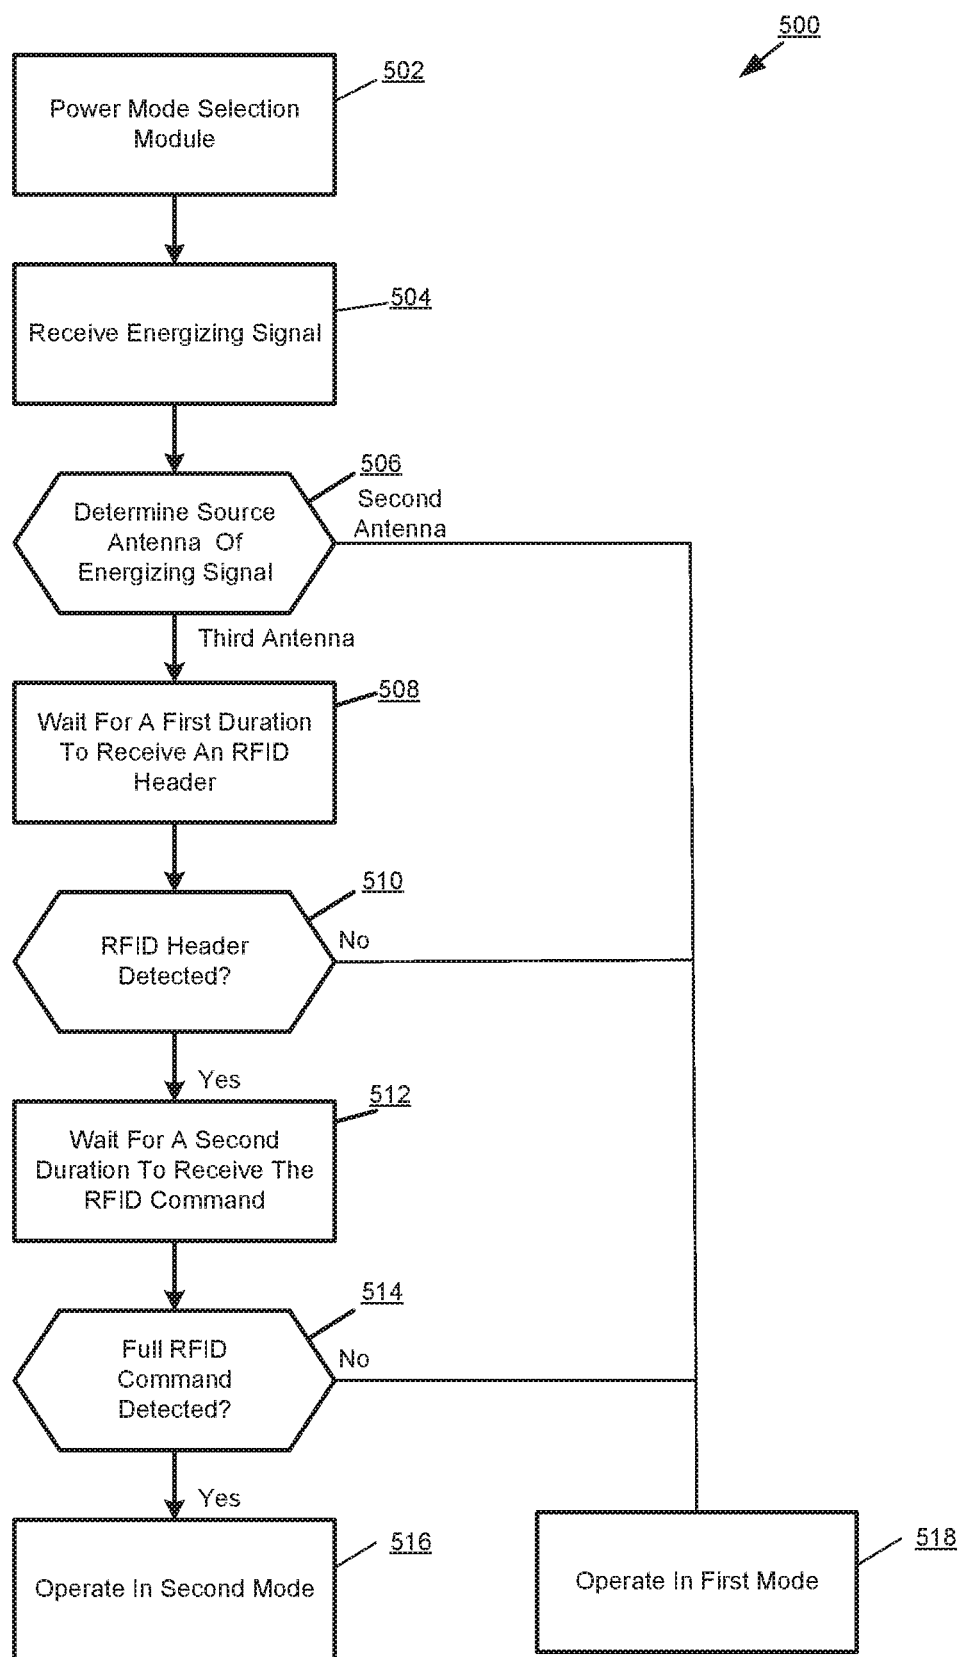 500
502
Power Mode Selection
Module
504
Receive Energizing Signal
506
Second
Antenna
Determine Source
Antenna Of
Energizing Signal
Third Antenna
508
Wait For A First Duration
To Receive An RFID
Header
510
RFID Header
Detected?
No
Yes
512
Wait For A Second
Duration To Receive The
RFID Command
514
Full RFID
Command
Detected?
No
Yes
516
Operate In Second Mode
518
Operate In First Mode